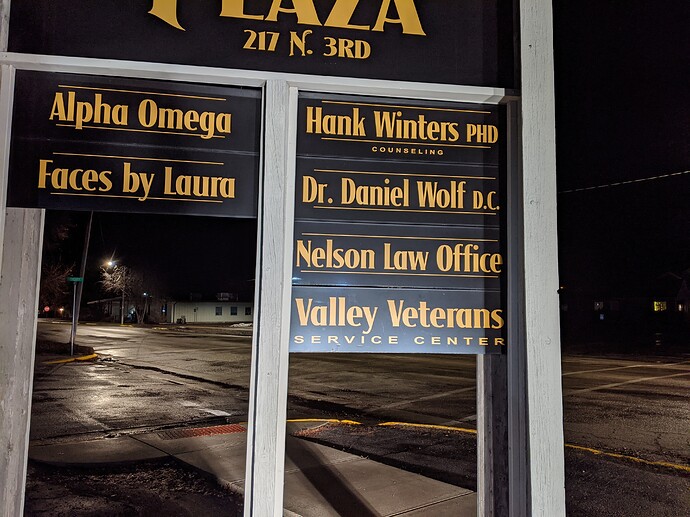 PLAZA
217 N. 3RD
Alpha Omega
Faces by Laura
Hank Winters PHD
COUNSELING
Dr. Daniel Wolf D.C.
Nelson Law Office
Valley Veterans
SERVICE CENTER